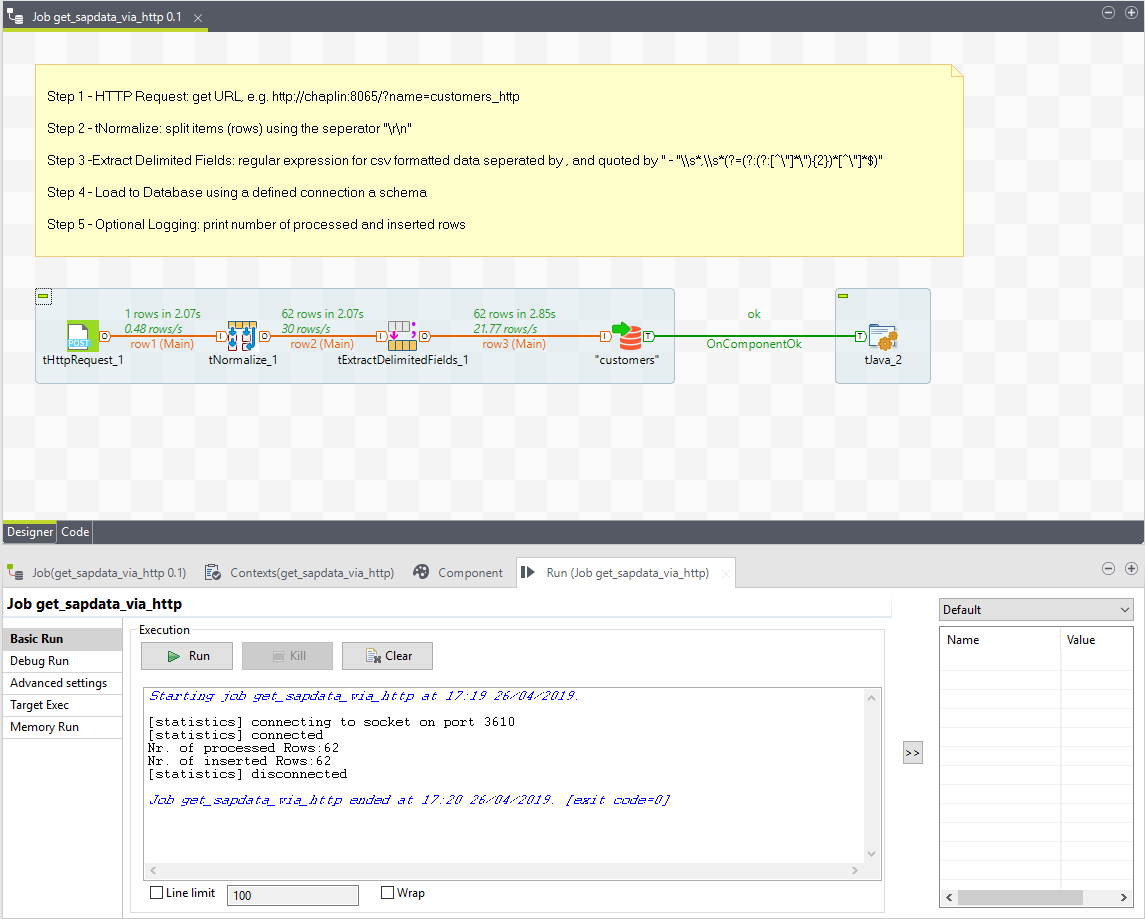 Job get_sapdata_via_http 0.1
Step 1 - HTTP Request: get URL, e.g. http://chaplin:8065/?name=customers_http
Step 2 - tNormalize: split items (rows) using the seperator "\r\n"
Step 3 -Extract Delimited Fields: regular expression for csv formatted data seperated by , and quoted by " - "\\s*,\\s*(?=(?:(?:[^\"]*\"){2})*[^\"]*$)"
Step 4 - Load to Database using a defined connection a schema
Step 5 - Optional Logging: print number of processed and inserted rows
1 rows in 2.07s
0.48 rows/s
row1 (Main)
62 rows in 2.07s
30 rows/s
row2 (Main)
62 rows in 2.85s
21.77 rows/s
row3 (Main)
ok
OnComponentOk
POST
I O I O I O I T T
tHttpRequest_1
tNormalize_1
tExtractDelimitedFields_1
"customers"
tJava_2
Designer Code
Job(get_sapdata_via_http 0.1) Contexts(get_sapdata_via_http) Component Run (Job get_sapdata_via_http)
Job get_sapdata_via_http
Default
Basic Run
Debug Run
Advanced settings
Target Exec
Memory Run
Execution
Run Kill Clear
Name Value
Starting job get_sapdata_via_http at 17:19 26/04/2019.
[statistics] connecting to socket on port 3610
[statistics] connected
Nr. of processed Rows:62
Nr. of inserted Rows:62
[statistics] disconnected
Job get_sapdata_via_http ended at 17:20 26/04/2019. [exit code=0]
>>
Line limit 100 Wrap